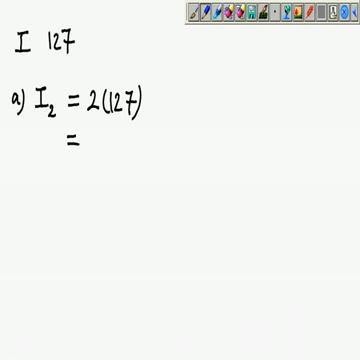 I 127
a) I₂ = 2(127)
=